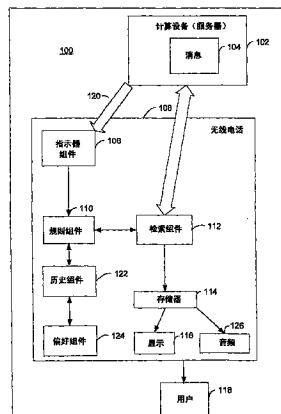 计算设备（服务器）
消息
104
102
100
120
108
无线电话
指示器
组件
106
110
规则组件
检索组件
112
历史组件
122
存储器
114
偏好组件
124
显示
116
音频
126
用户
118